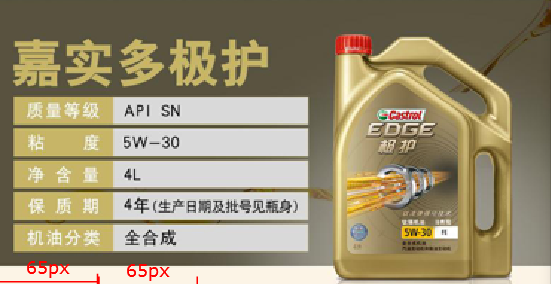 嘉实多极护
质量等级 API SN
粘 度 5W-30
净含量 4L
保质期 4年(生产日期及批号见瓶身)
机油分类 全合成
Castrol
EDGE
极护
5W-30 FE
65px 65px